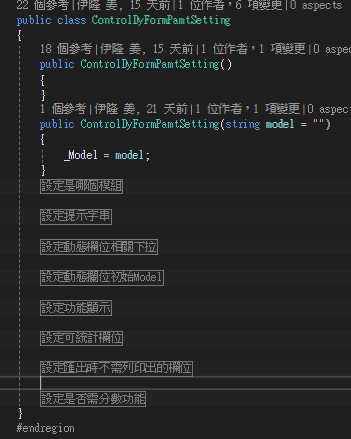 22 個參考|伊隆 姜, 15 天前|1 位作者，6 項變更|0 aspects
public class ControlDyFormPamtSetting
{
18 個參考|伊隆 姜, 15 天前|1 位作者，1 項變更|0 aspec
public ControlDyFormPamtSetting()
{
}
1 個參考|伊隆 姜, 21 天前|1 位作者，1 項變更|0 aspect
public ControlDyFormPamtSetting(string model = "")
{
_Model = model;
}
設定是哪個模組
設定提示字串
設定動態欄位相關下拉
設定動態欄位初始Model
設定功能顯示
設定可統計欄位
設定匯出時不需列印出的欄位
設定是否需分數功能
}
#endregion